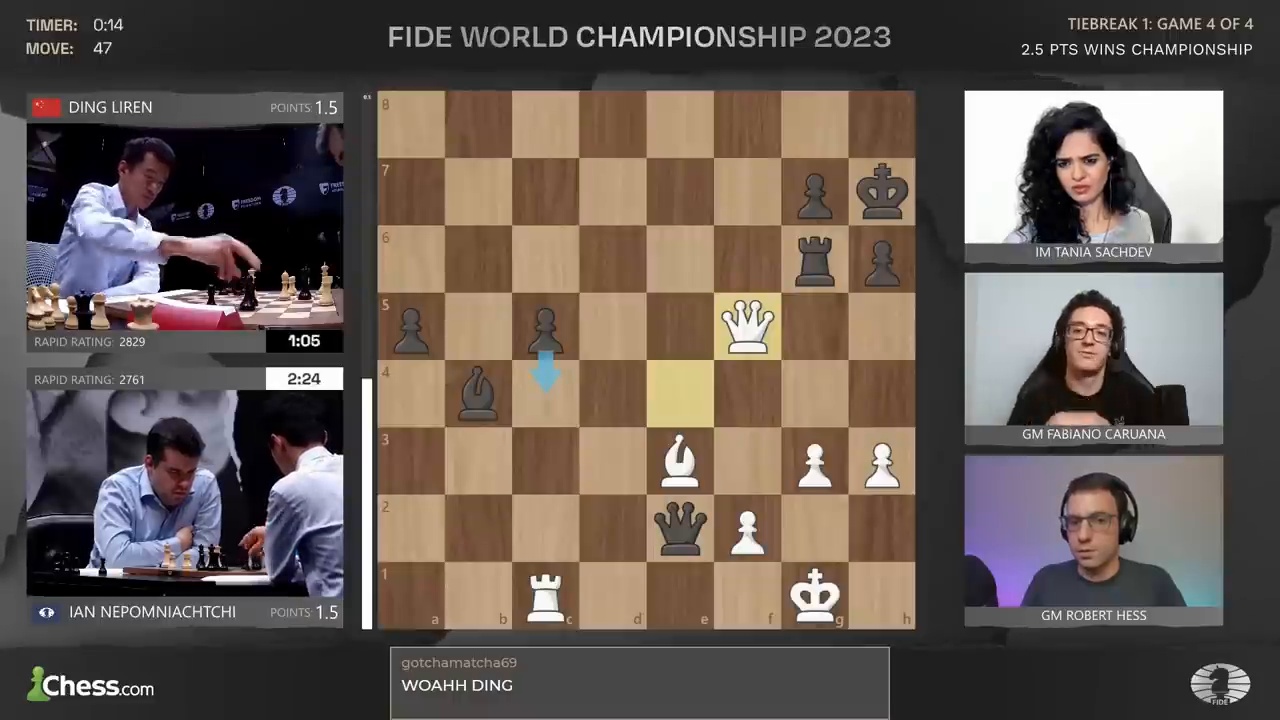 TIMER: 0:14
MOVE: 47
FIDE WORLD CHAMPIONSHIP 2023
TIEBREAK 1: GAME 4 OF 4
2.5 PTS WINS CHAMPIONSHIP
DING LIREN POINTS: 1.5
RAPID RATING: 2829 1:05
RAPID RATING: 2761 2:24
IAN NEPOMNIACHTCHI POINTS: 1.5
0.1
8
7
6
5
4
3
2
1
a b c d e f g h
IM TANIA SACHDEV
GM FABIANO CARUANA
GM ROBERT HESS
Chess.com
gotchamatcha69
WOAHH DING
FIDE